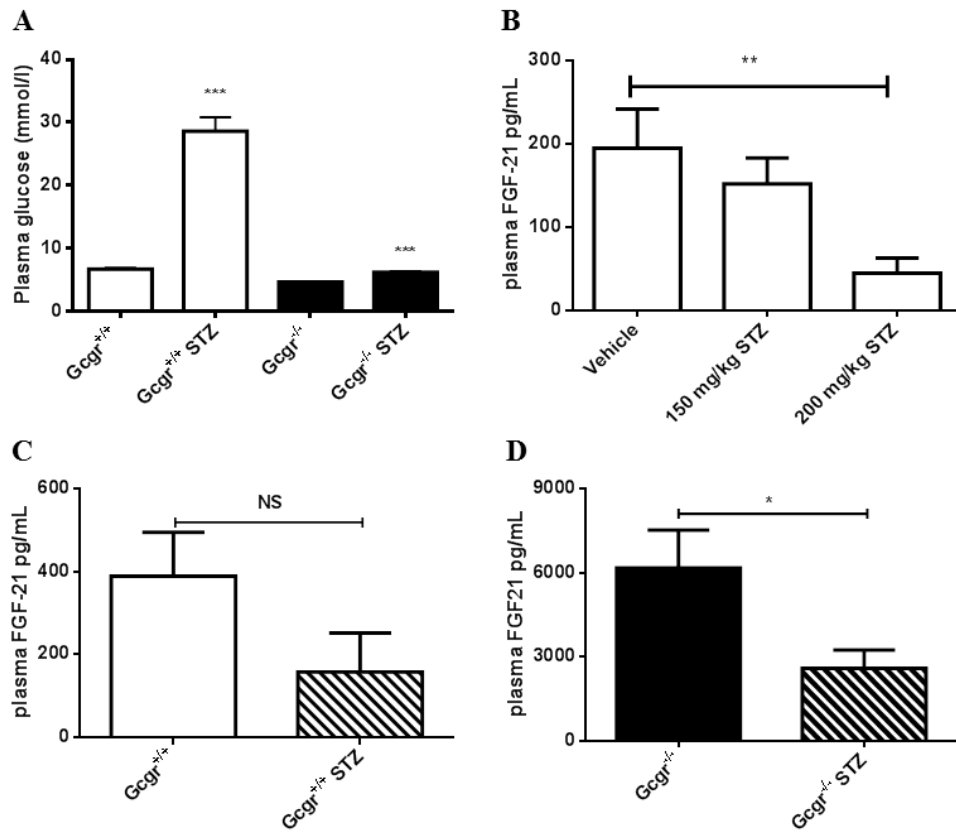 A
Plasma glucose (mmol/l)
40
30
20
10
0
***
***
Gcgr+/+
Gcgr+/+ STZ
Gcgr-/-
Gcgr-/- STZ
B
plasma FGF-21 pg/mL
300
200
100
0
**
Vehicle
150 mg/kg STZ
200 mg/kg STZ
C
plasma FGF-21 pg/mL
600
400
200
0
NS
Gcgr+/+
Gcgr+/+ STZ
D
plasma FGF21 pg/mL
9000
6000
3000
0
*
Gcgr-/-
Gcgr-/- STZ